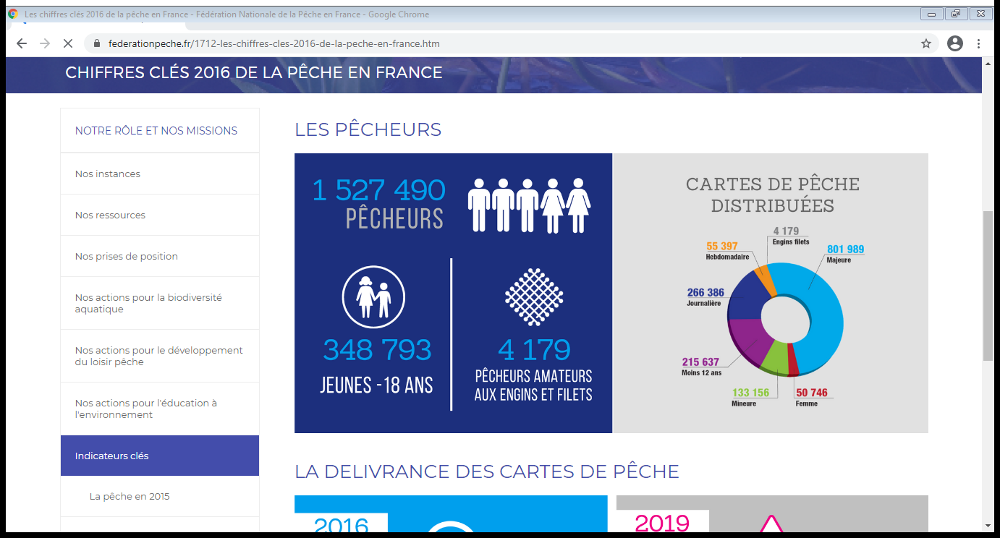 Les chiffres clés 2016 de la pêche en France - Fédération Nationale de la Pêche en France - Google Chrome
federationpeche.fr/1712-les-chiffres-cles-2016-de-la-peche-en-france.htm
CHIFFRES CLÉS 2016 DE LA PÊCHE EN FRANCE
NOTRE RÔLE ET NOS MISSIONS
Nos instances
Nos ressources
Nos prises de position
Nos actions pour la biodiversité
aquatique
Nos actions pour le développement
du loisir pêche
Nos actions pour l'éducation à
l'environnement
Indicateurs clés
La pêche en 2015
LES PÊCHEURS
1 527 490
PÊCHEURS
348 793
JEUNES -18 ANS
4 179
PÊCHEURS AMATEURS
AUX ENGINS ET FILETS
CARTES DE PÊCHE
DISTRIBUÉES
4 179
Engins filets
55 397
Hebdomadaire
801 989
Majeure
266 386
Journalière
215 637
Moins 12 ans
133 156
Mineure
50 746
Femme
LA DELIVRANCE DES CARTES DE PÊCHE
2016
2019